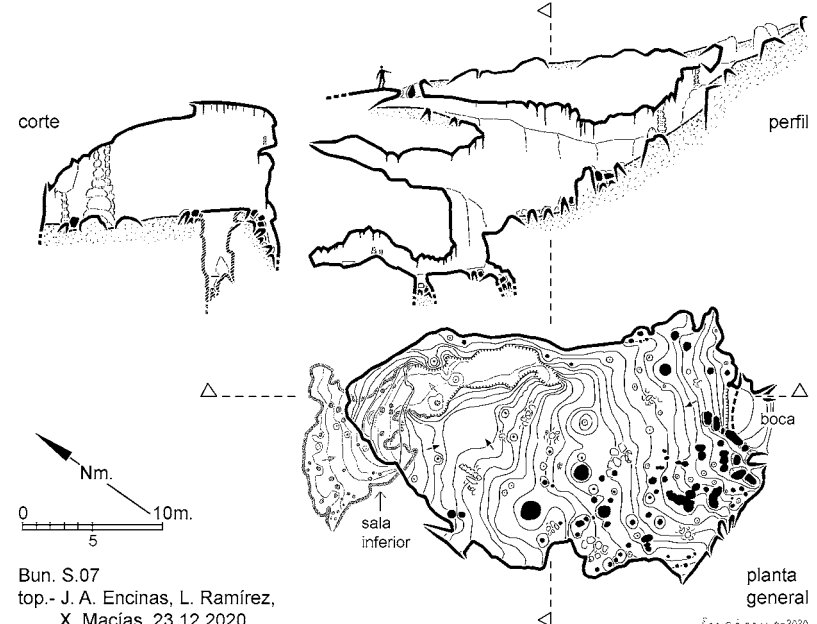 corte
perfil
boca
Nm.
0 10m.
5
sala
inferior
Bun. S.07
top.- J. A. Encinas, L. Ramírez,
X. Macías, 23.12.2020
planta
general